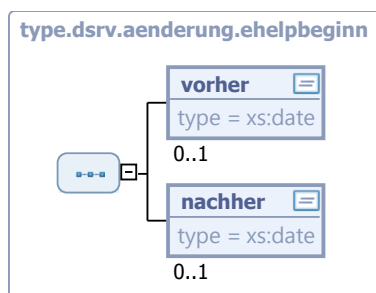 type.dsrv.aenderung.ehelpbeginn
vorher
type = xs:date
0..1
nachher
type = xs:date
0..1